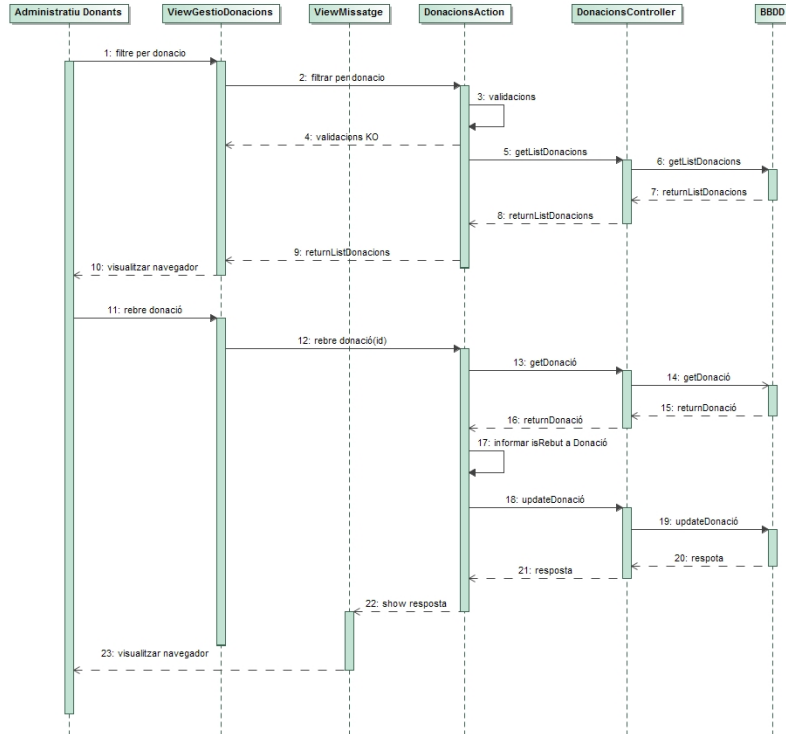 Administratiu Donants
ViewGestioDonacions
ViewMissatge
DonacionsAction
DonacionsController
BBDD
1: filtre per donacio
2: filtrar per donacio
3: validacions
4: validacions KO
5: getListDonacions
6: getListDonacions
7: returnListDonacions
8: returnListDonacions
9: returnListDonacions
10: visualitzar navegador
11: rebre donació
12: rebre donació(id)
13: getDonació
14: getDonació
15: returnDonació
16: returnDonació
17: informar isRebut a Donació
18: updateDonació
19: updateDonació
20: respota
21: resposta
22: show resposta
23: visualitzar navegador